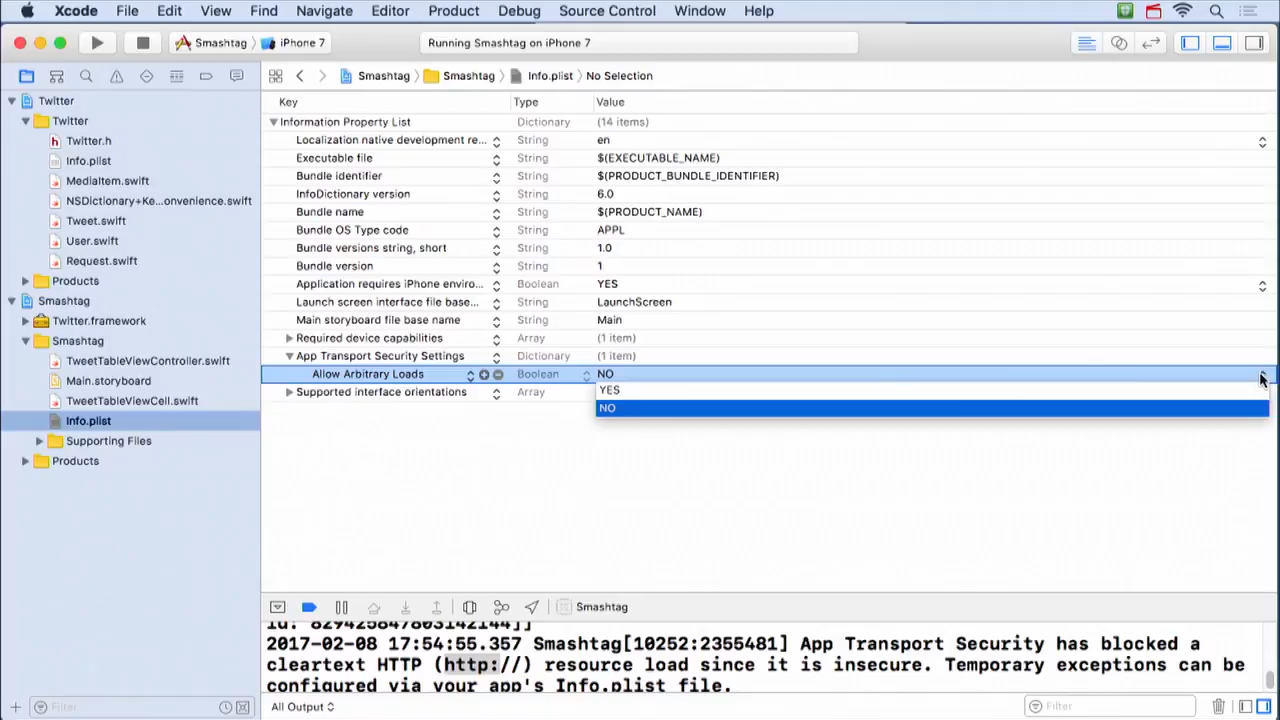 Xcode File Edit View Find Navigate Editor Product Debug Source Control Window Help
Smashtag iPhone 7 Running Smashtag on iPhone 7
Smashtag Smashtag Info.plist No Selection
Twitter
Twitter
Twitter.h
Info.plist
MediaItem.swift
NSDictionary+Ke...onvenience.swift
Tweet.swift
User.swift
Request.swift
Products
Smashtag
Twitter.framework
Smashtag
TweetTableViewController.swift
Main.storyboard
TweetTableViewCell.swift
Info.plist
Supporting Files
Products
Filter
Key Type Value
Information Property List Dictionary (14 items)
Localization native development re... String en
Executable file String $(EXECUTABLE_NAME)
Bundle identifier String $(PRODUCT_BUNDLE_IDENTIFIER)
InfoDictionary version String 6.0
Bundle name String $(PRODUCT_NAME)
Bundle OS Type code String APPL
Bundle versions string, short String 1.0
Bundle version String 1
Application requires iPhone enviro... Boolean YES
Launch screen interface file base... String LaunchScreen
Main storyboard file base name String Main
Required device capabilities Array (1 item)
App Transport Security Settings Dictionary (1 item)
Allow Arbitrary Loads Boolean NO
YES
Supported interface orientations Array
NO
Smashtag
id: 829425847803142144]]
2017-02-08 17:54:55.357 Smashtag[10252:2355481] App Transport Security has blocked a
cleartext HTTP (http://) resource load since it is insecure. Temporary exceptions can be
configured via your app's Info.plist file.
All Output Filter